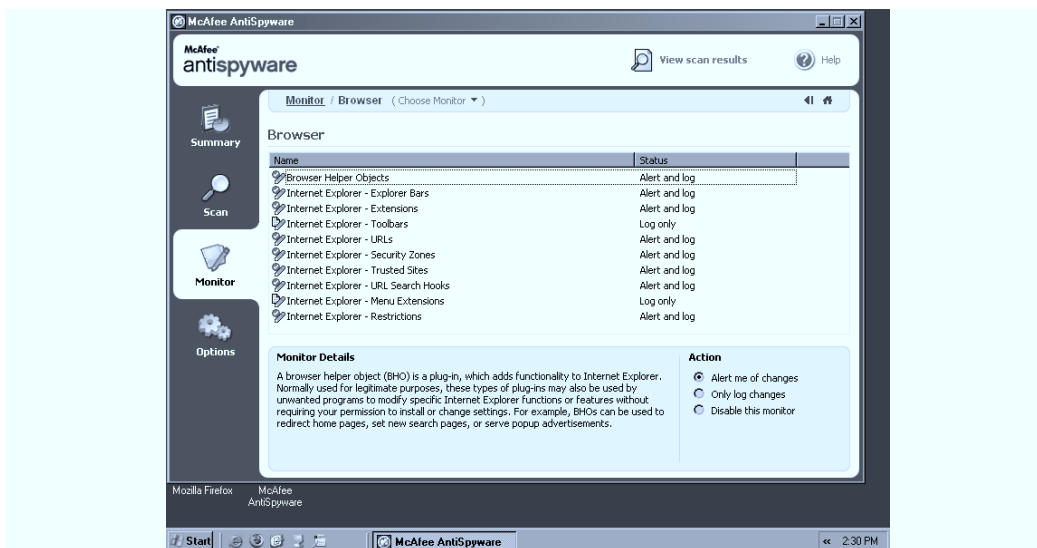 McAfee AntiSpyware
McAfee
antispyware
View scan results
Help
Monitor / Browser ( Choose Monitor ▼ )
Summary
Scan
Monitor
Options
Browser
Name Status
Browser Helper Objects Alert and log
Internet Explorer - Explorer Bars Alert and log
Internet Explorer - Extensions Alert and log
Internet Explorer - Toolbars Log only
Internet Explorer - URLs Alert and log
Internet Explorer - Security Zones Alert and log
Internet Explorer - Trusted Sites Alert and log
Internet Explorer - URL Search Hooks Alert and log
Internet Explorer - Menu Extensions Log only
Internet Explorer - Restrictions Alert and log
Monitor Details
A browser helper object (BHO) is a plug-in, which adds functionality to Internet Explorer.
Normally used for legitimate purposes, these types of plug-ins may also be used by
unwanted programs to modify specific Internet Explorer functions or features without
requiring your permission to install or change settings. For example, BHOs can be used to
redirect home pages, set new search pages, or serve popup advertisements.
Action
Alert me of changes
Only log changes
Disable this monitor
Mozilla Firefox
McAfee
AntiSpyware
Start
McAfee AntiSpyware
« 2:30 PM